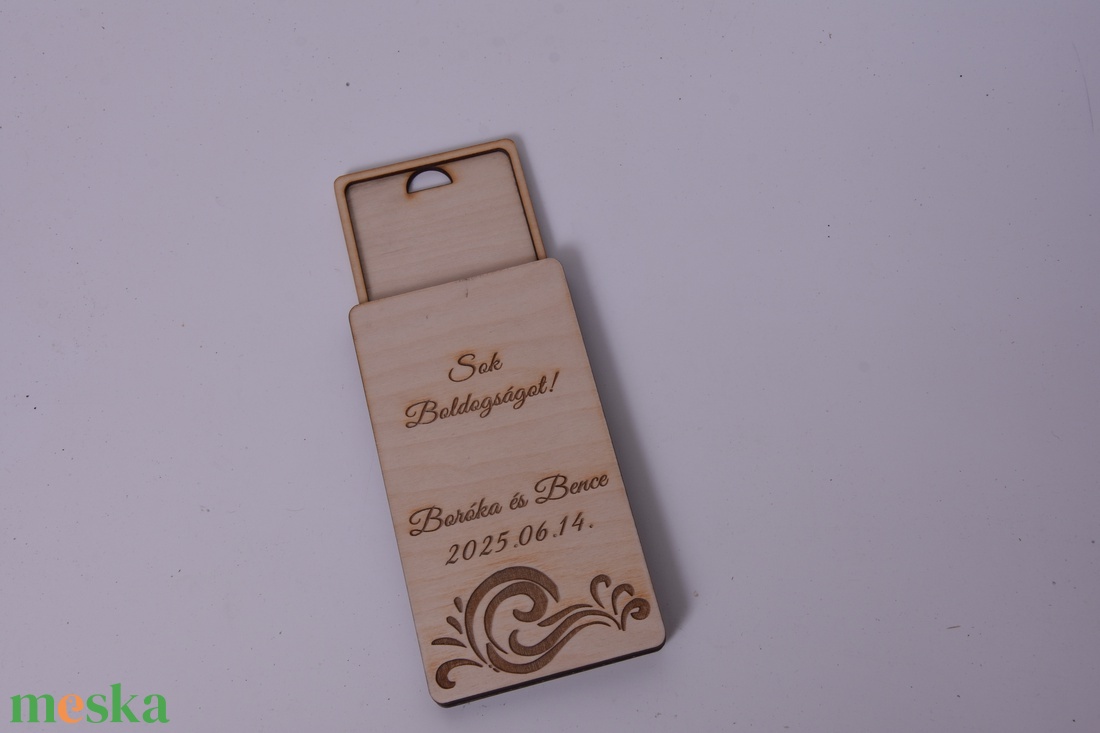 Sok
Boldogságot!
Boróka és Bence
2025.06.14.
meska